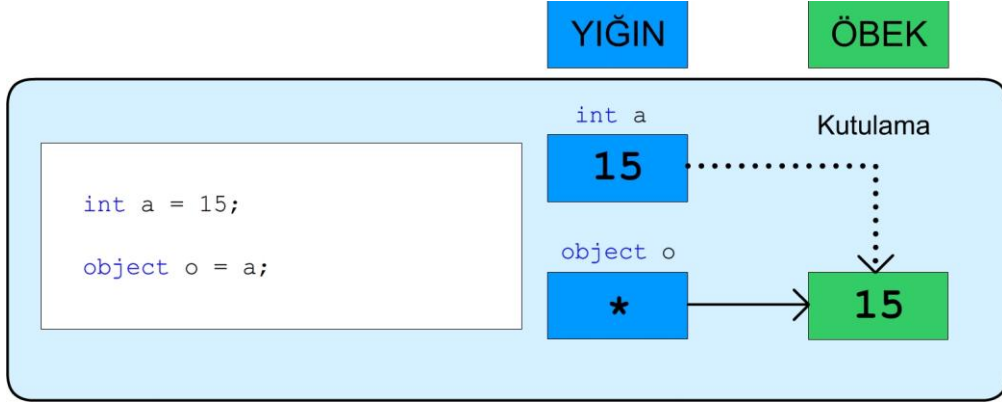 YIĞIN
ÖBEK
int a
Kutulama
15
int a = 15;
object o = a;
object o
*
15